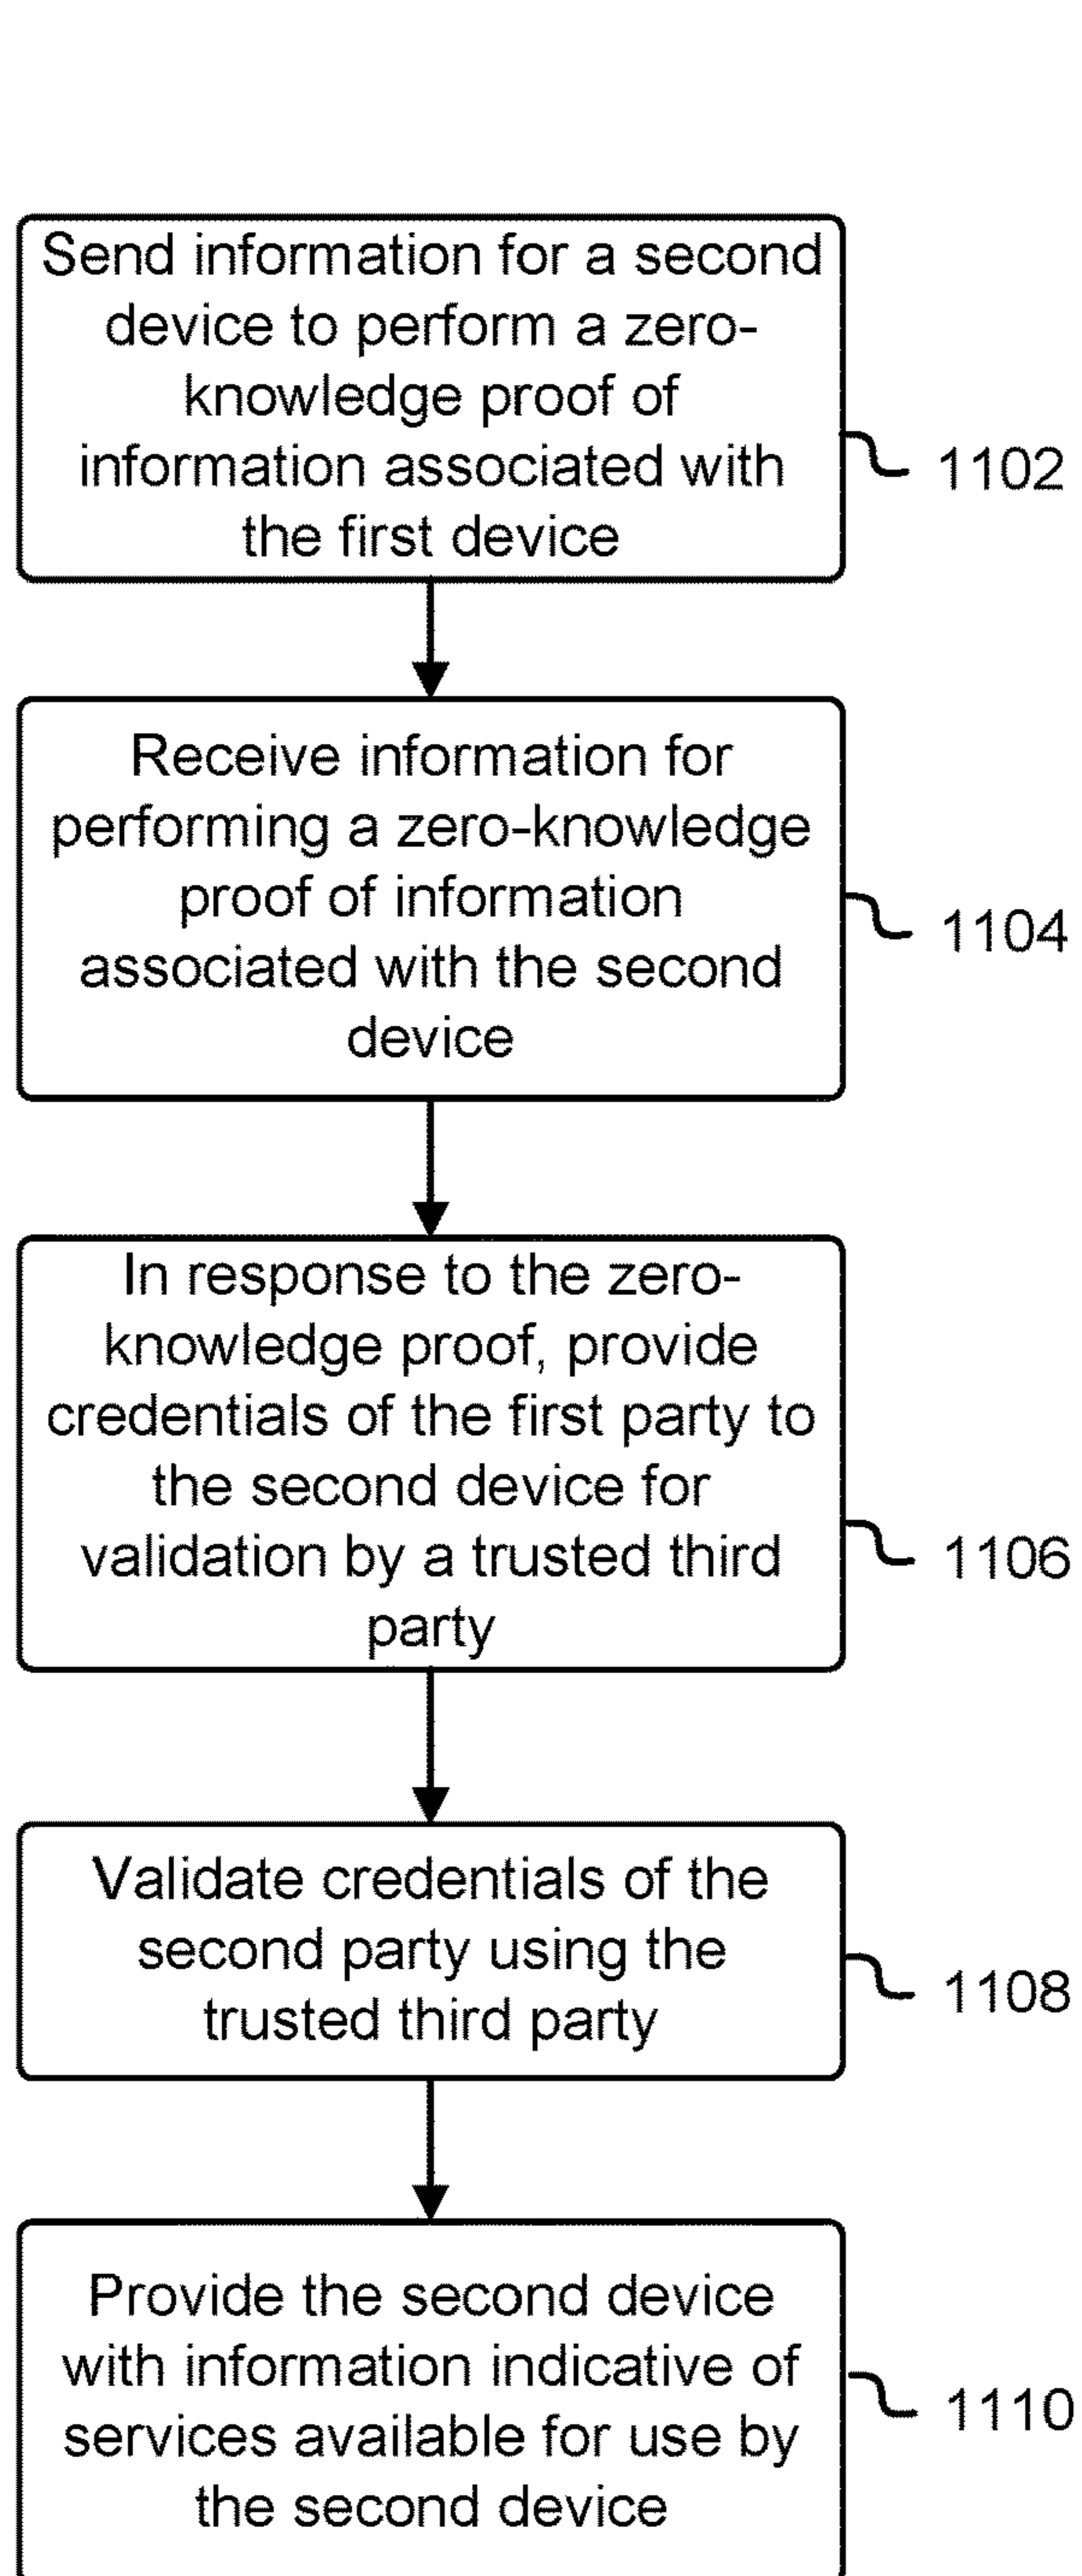 Send information for a second
device to perform a zero-
knowledge proof of
information associated with
the first device
1102
Receive information for
performing a zero-knowledge
proof of information
associated with the second
device
1104
In response to the zero-
knowledge proof, provide
credentials of the first party to
the second device for
validation by a trusted third
party
1106
Validate credentials of the
second party using the
trusted third party
1108
Provide the second device
with information indicative of
services available for use by
the second device
1110